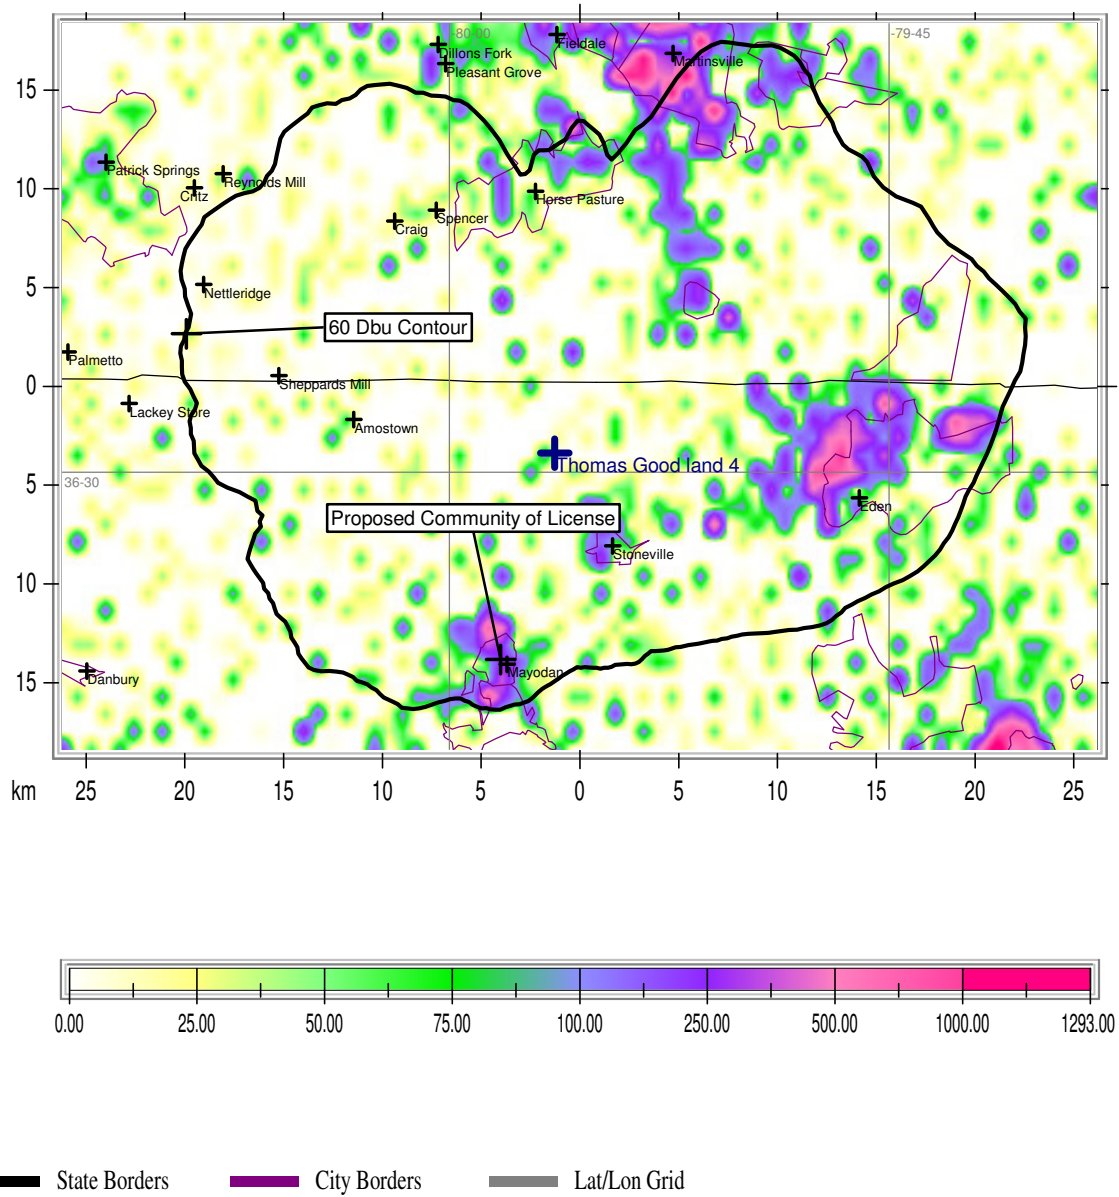 -80-00
-79-45
Fieldale
Dillons Fork
Martinsville
Pleasant Grove
15
Patrick Springs
Reynolds Mill
Critz
10
Horse Pasture
Spencer
Craig
5
Nettleridge
60 Dbu Contour
Palmetto
Sheppards Mill
0
Lackey Store
Amostown
Thomas Good land 4
36-30
5
Eden
Proposed Community of License
Stoneville
10
Mayodan
Danbury
15
km 25 20 15 10 5 0 5 10 15 20 25
0.00 25.00 50.00 75.00 100.00 250.00 500.00 1000.00 1293.00
State Borders City Borders Lat/Lon Grid